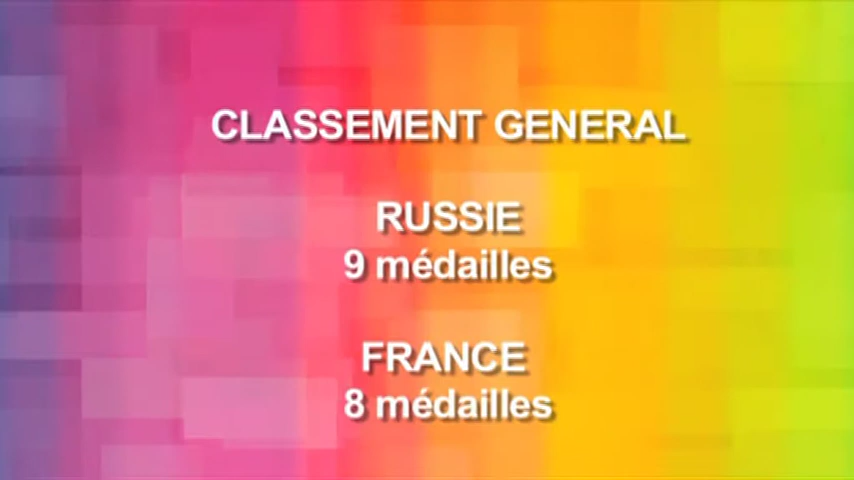 CLASSEMENT GENERAL
RUSSIE
9 médailles
FRANCE
8 médailles